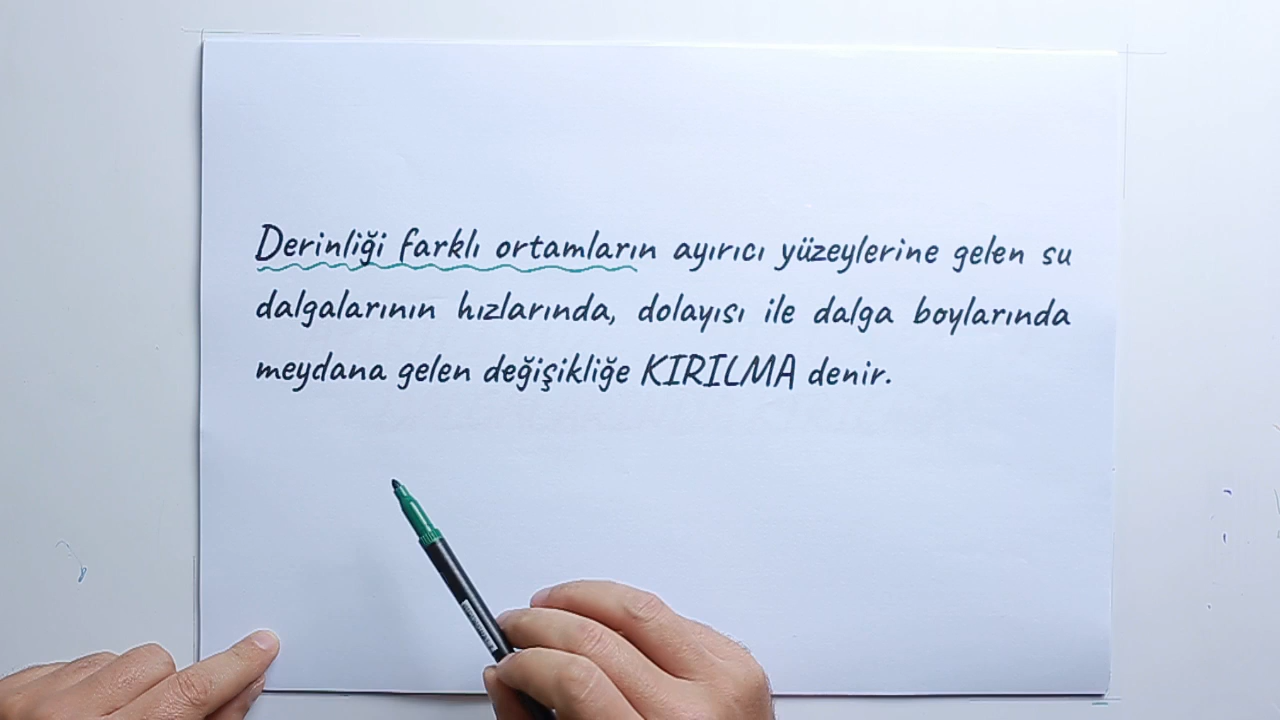 Derinliği farklı ortamların ayırıcı yüzeylerine gelen su
dalgalarının hızlarında, dolayısı ile dalga boylarında
meydana gelen değişikliğe KIRILMA denir.